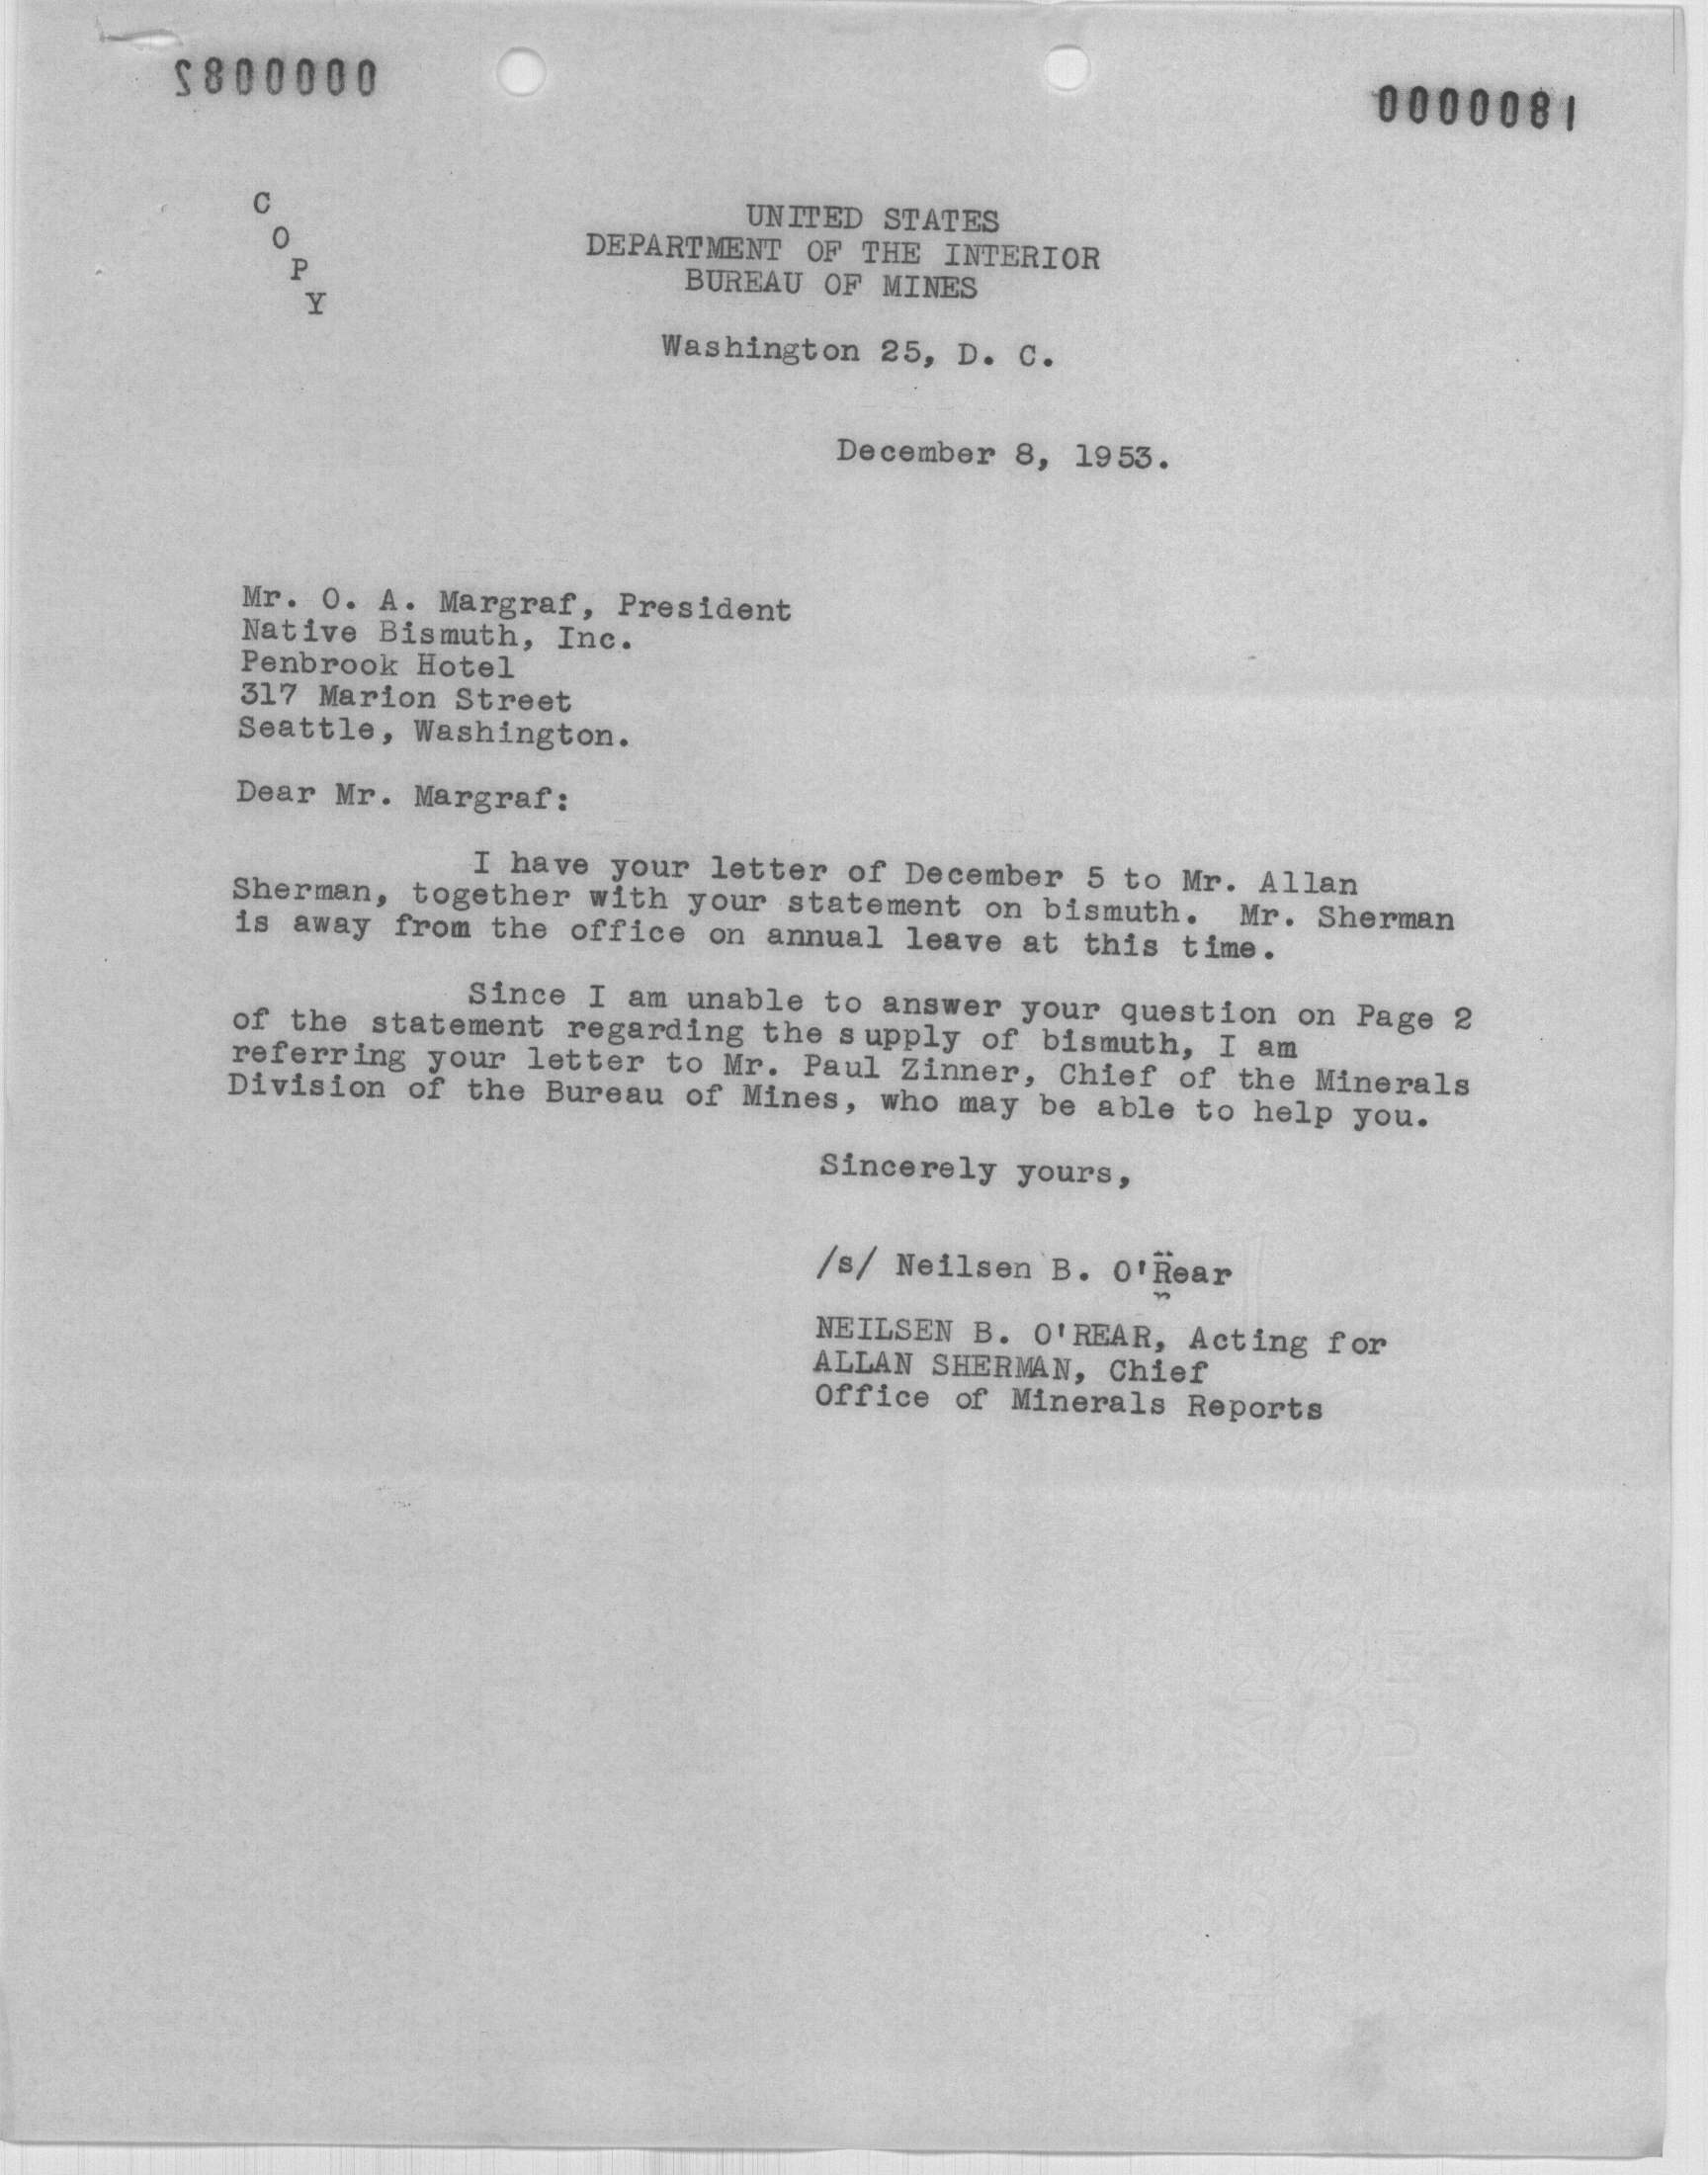 0000082
0000081
C
O
P
Y
UNITED STATES
DEPARTMENT OF THE INTERIOR
BUREAU OF MINES
Washington 25, D. C.
December 8, 1953.
Mr. O. A. Margraf, President
Native Bismuth, Inc.
Penbrook Hotel
317 Marion Street
Seattle, Washington.
Dear Mr. Margraf:
I have your letter of December 5 to Mr. Allan
Sherman, together with your statement on bismuth. Mr. Sherman
is away from the office on annual leave at this time.
Since I am unable to answer your question on Page 2
of the statement regarding the supply of bismuth, I am
referring your letter to Mr. Paul Zinner, Chief of the Minerals
Division of the Bureau of Mines, who may be able to help you.
Sincerely yours,
/s/ Neilsen B. O'Rear
NEILSEN B. O'REAR, Acting for
ALLAN SHERMAN, Chief
Office of Minerals Reports